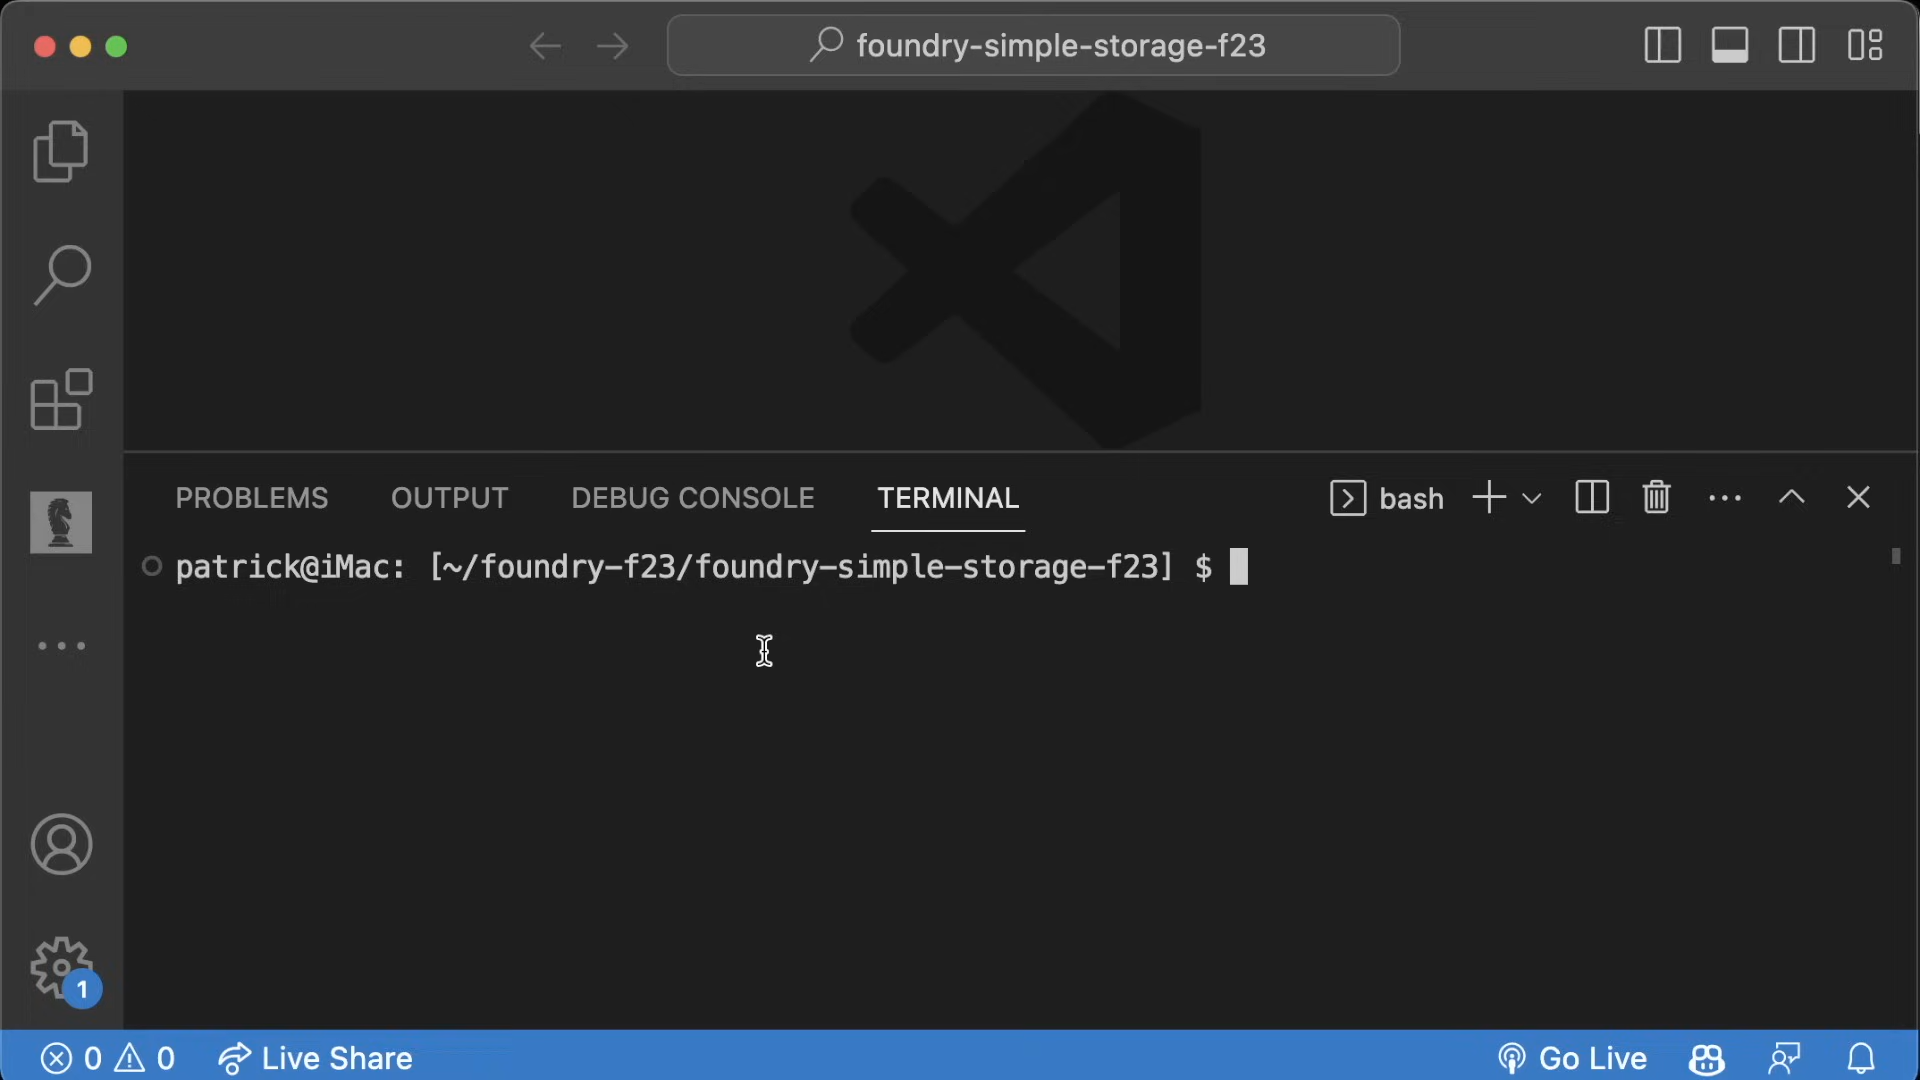 foundry-simple-storage-f23
PROBLEMS OUTPUT DEBUG CONSOLE TERMINAL bash
patrick@iMac: [~/foundry-f23/foundry-simple-storage-f23] $
1
0 0 Live Share Go Live